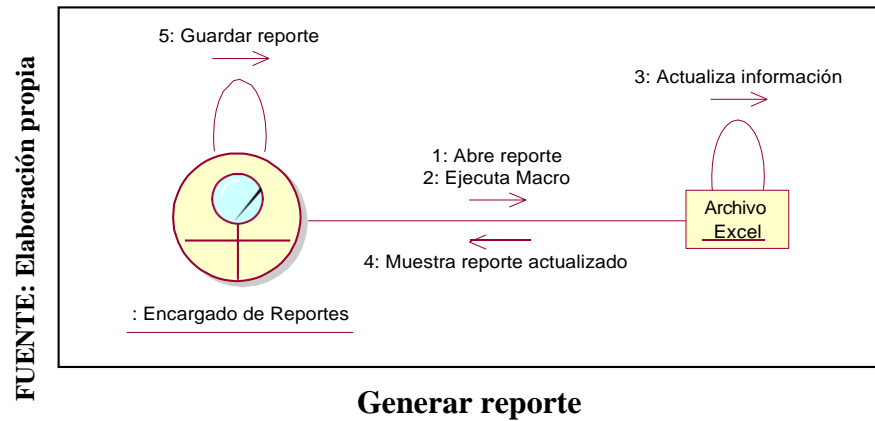 FUENTE: Elaboración propia
5: Guardar reporte
3: Actualiza información
1: Abre reporte
2: Ejecuta Macro
Archivo
Excel
4: Muestra reporte actualizado
: Encargado de Reportes
Generar reporte